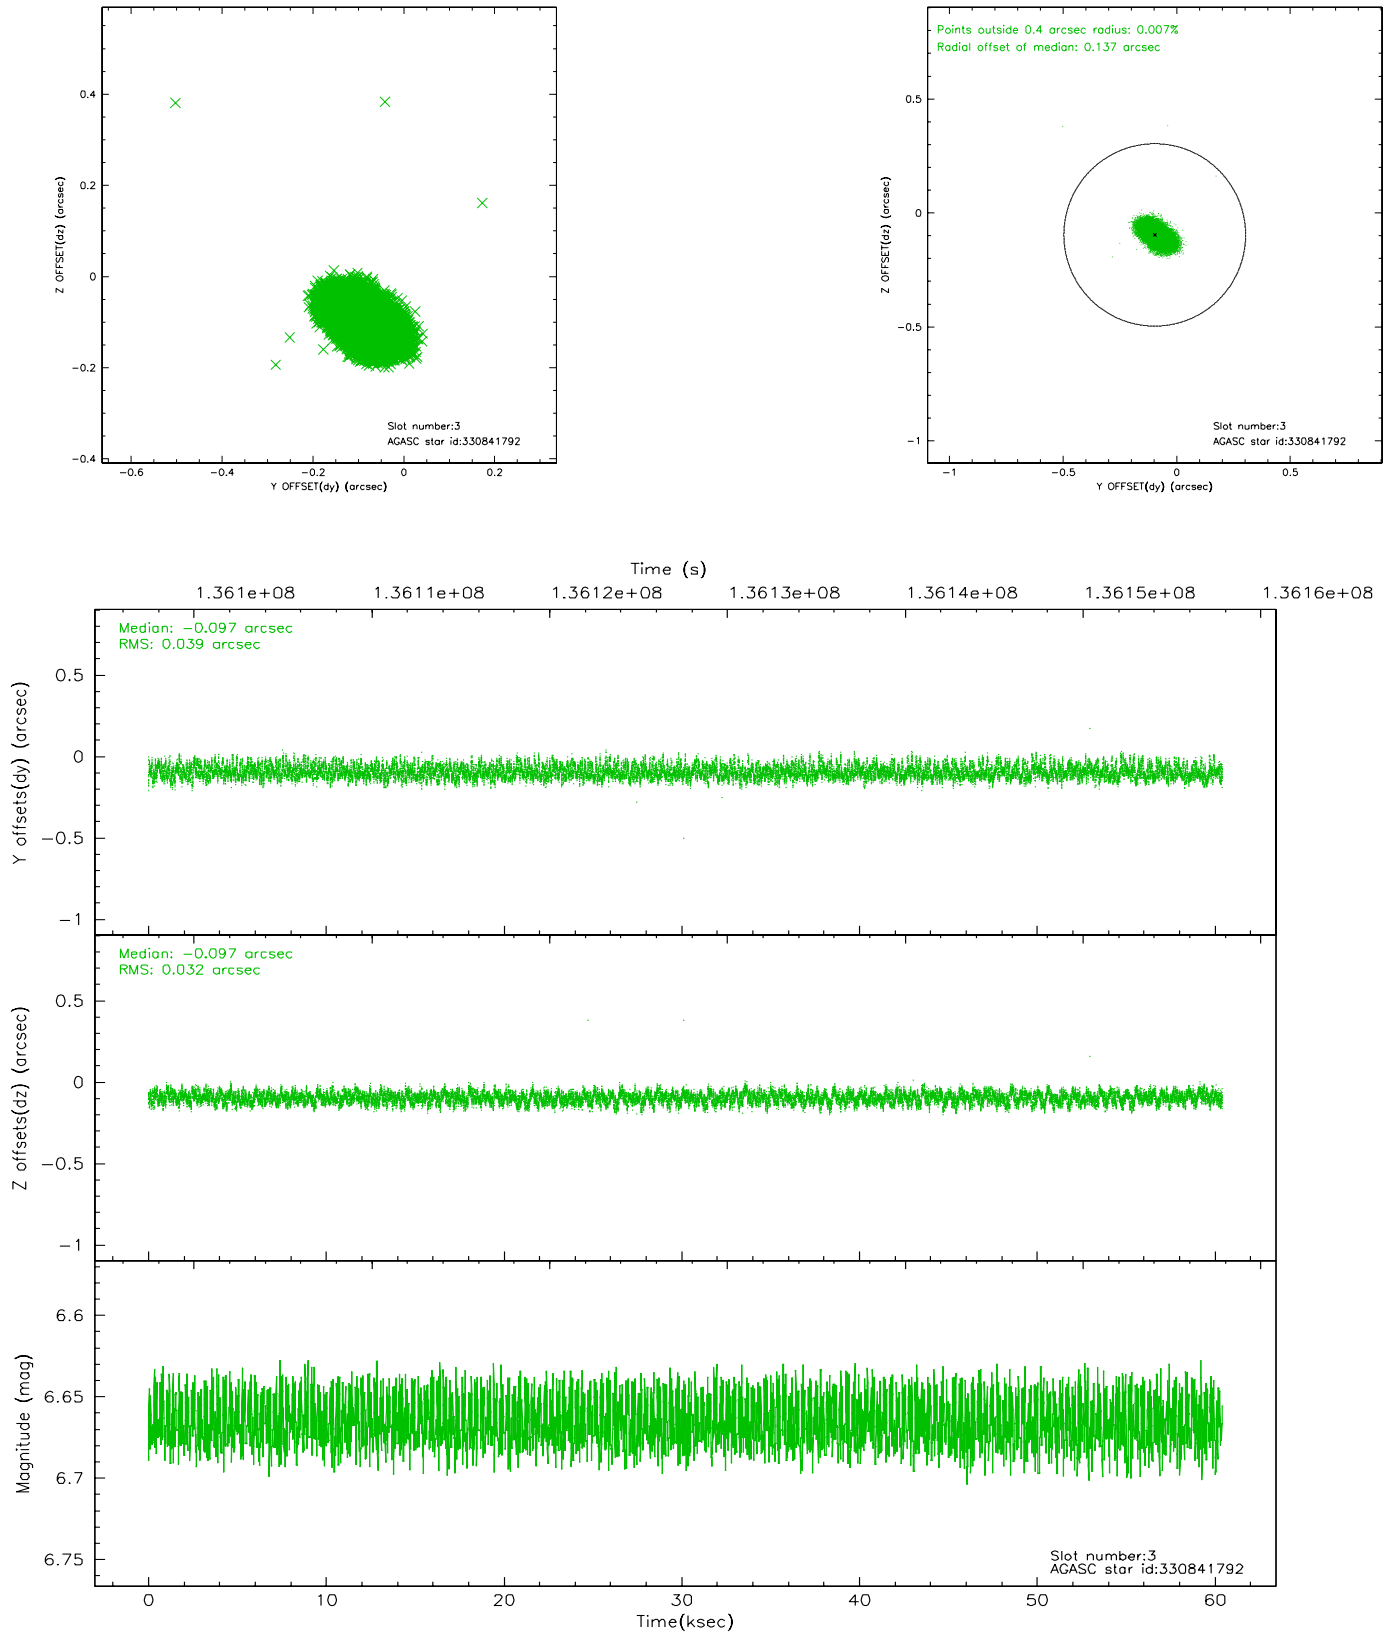 0.4
0.2
0
-0.2
-0.4
Z OFFSET(dz) (arcsec)
Slot number:3
AGASC star id:330841792
-0.6 -0.4 -0.2 0 0.2
Y OFFSET(dy) (arcsec)
Points outside 0.4 arcsec radius: 0.007%
Radial offset of median: 0.137 arcsec
0.5
0
-0.5
-1
Z OFFSET(dz) (arcsec)
Slot number:3
AGASC star id:330841792
-1 -0.5 0 0.5
Y OFFSET(dy) (arcsec)
Time (s)
1.361e+08 1.3611e+08 1.3612e+08 1.3613e+08 1.3614e+08 1.3615e+08 1.3616e+08
Median: -0.097 arcsec
RMS: 0.039 arcsec
0.5
0
-0.5
-1
Y offsets(dy) (arcsec)
Median: -0.097 arcsec
RMS: 0.032 arcsec
0.5
0
-0.5
-1
Z offsets(dz) (arcsec)
6.6
6.65
6.7
6.75
Magnitude (mag)
Slot number:3
AGASC star id:330841792
0 10 20 30 40 50 60
Time(ksec)